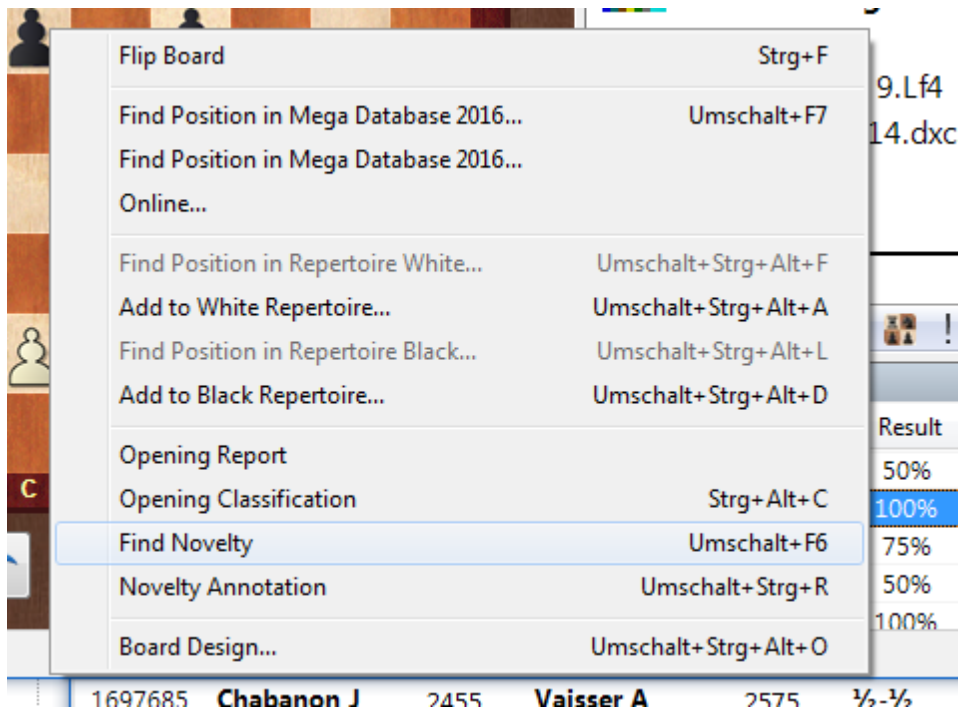 Flip Board Strg+F
9.Lf4
Find Position in Mega Database 2016... Umschalt+F7
14.dxc
Find Position in Mega Database 2016...
Online...
Find Position in Repertoire White... Umschalt+Strg+Alt+F
Add to White Repertoire... Umschalt+Strg+Alt+A
Find Position in Repertoire Black... Umschalt+Strg+Alt+L
!
Add to Black Repertoire... Umschalt+Strg+Alt+D
Result
Opening Report
50%
C
Opening Classification Strg+Alt+C
100%
Find Novelty Umschalt+F6
75%
Novelty Annotation Umschalt+Strg+R
50%
100%
Board Design... Umschalt+Strg+Alt+O
1697685 Chabanon J 2455 Vaisser A 2575 ½-½